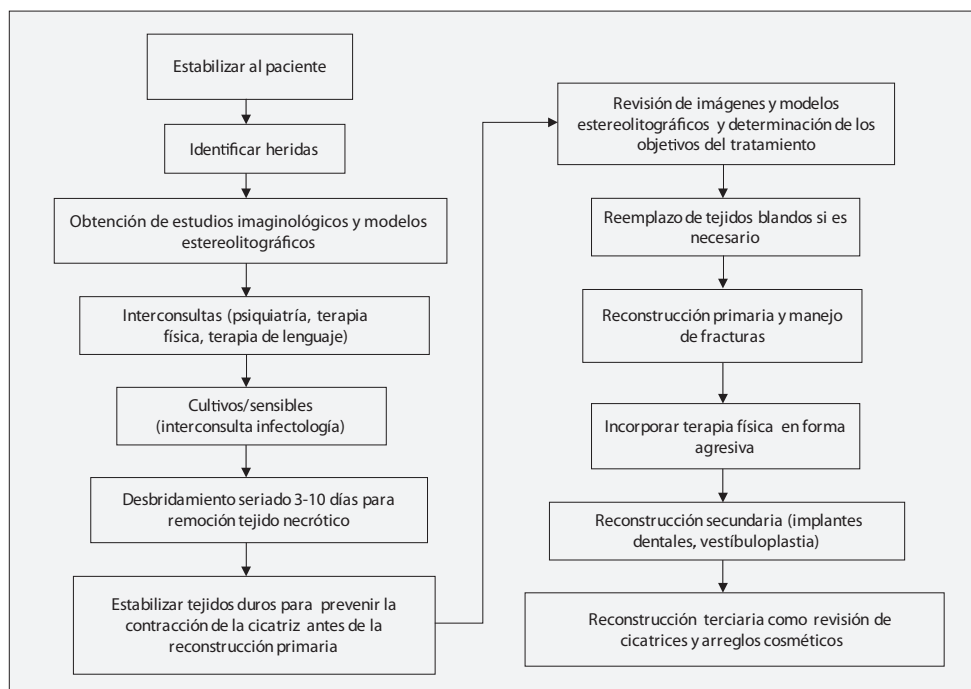 Estabilizar al paciente
Identificar heridas
Obtención de estudios imaginológicos y modelos
estereolitográficos
Interconsultas (psiquiatría, terapia
física, terapia de lenguaje)
Cultivos/sensibles
(interconsulta infectología)
Desbridamiento seriado 3-10 días para
remoción tejido necrótico
Estabilizar tejidos duros para prevenir la
contracción de la cicatriz antes de la
reconstrucción primaria
Revisión de imágenes y modelos
estereolitográficos y determinación de los
objetivos del tratamiento
Reemplazo de tejidos blandos si es
necesario
Reconstrucción primaria y manejo
de fracturas
Incorporar terapia física en forma
agresiva
Reconstrucción secundaria (implantes
dentales, vestíbuloplastia)
Reconstrucción terciaria como revisión de
cicatrices y arreglos cosméticos